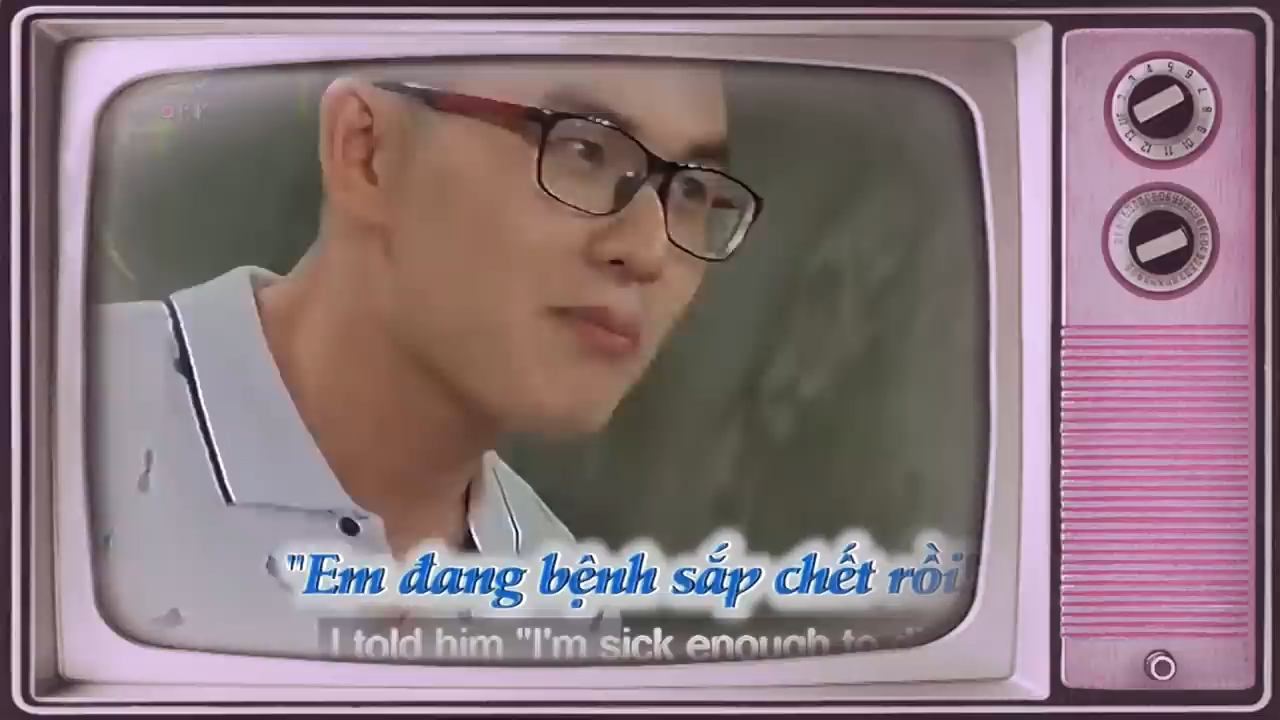 "Em đang bệnh sắp chết rồi"
I told him "I'm sick enough to